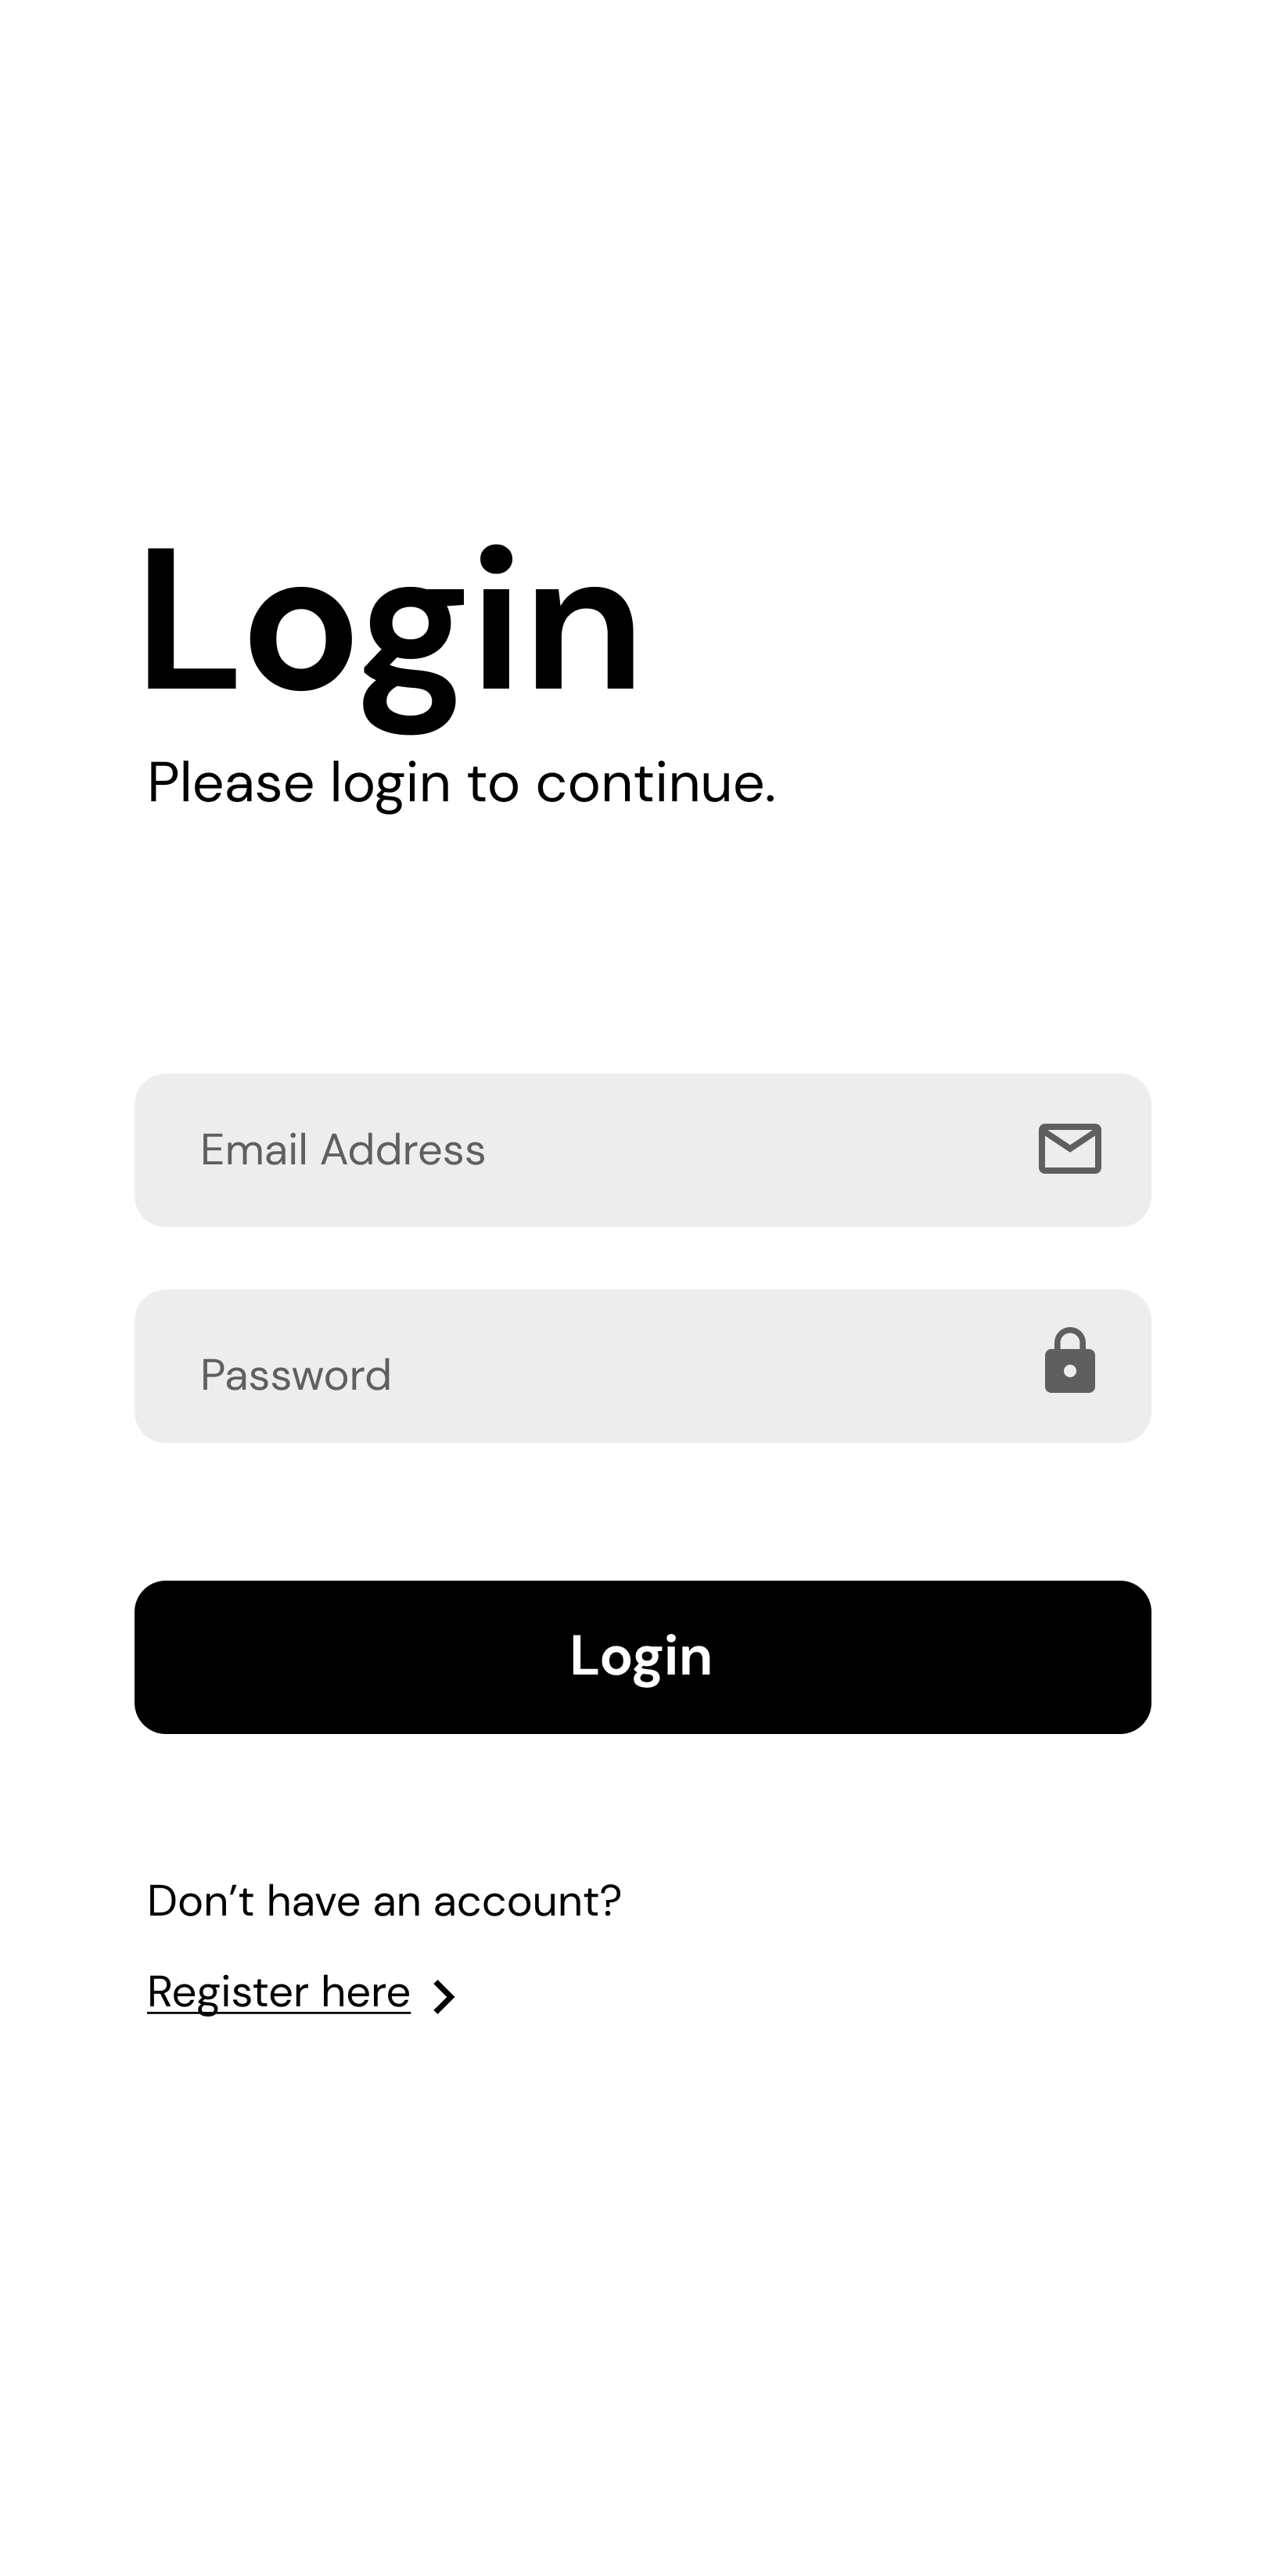 Login
Please login to continue.
Email Address
Password
Login
Don’t have an account?
Register here